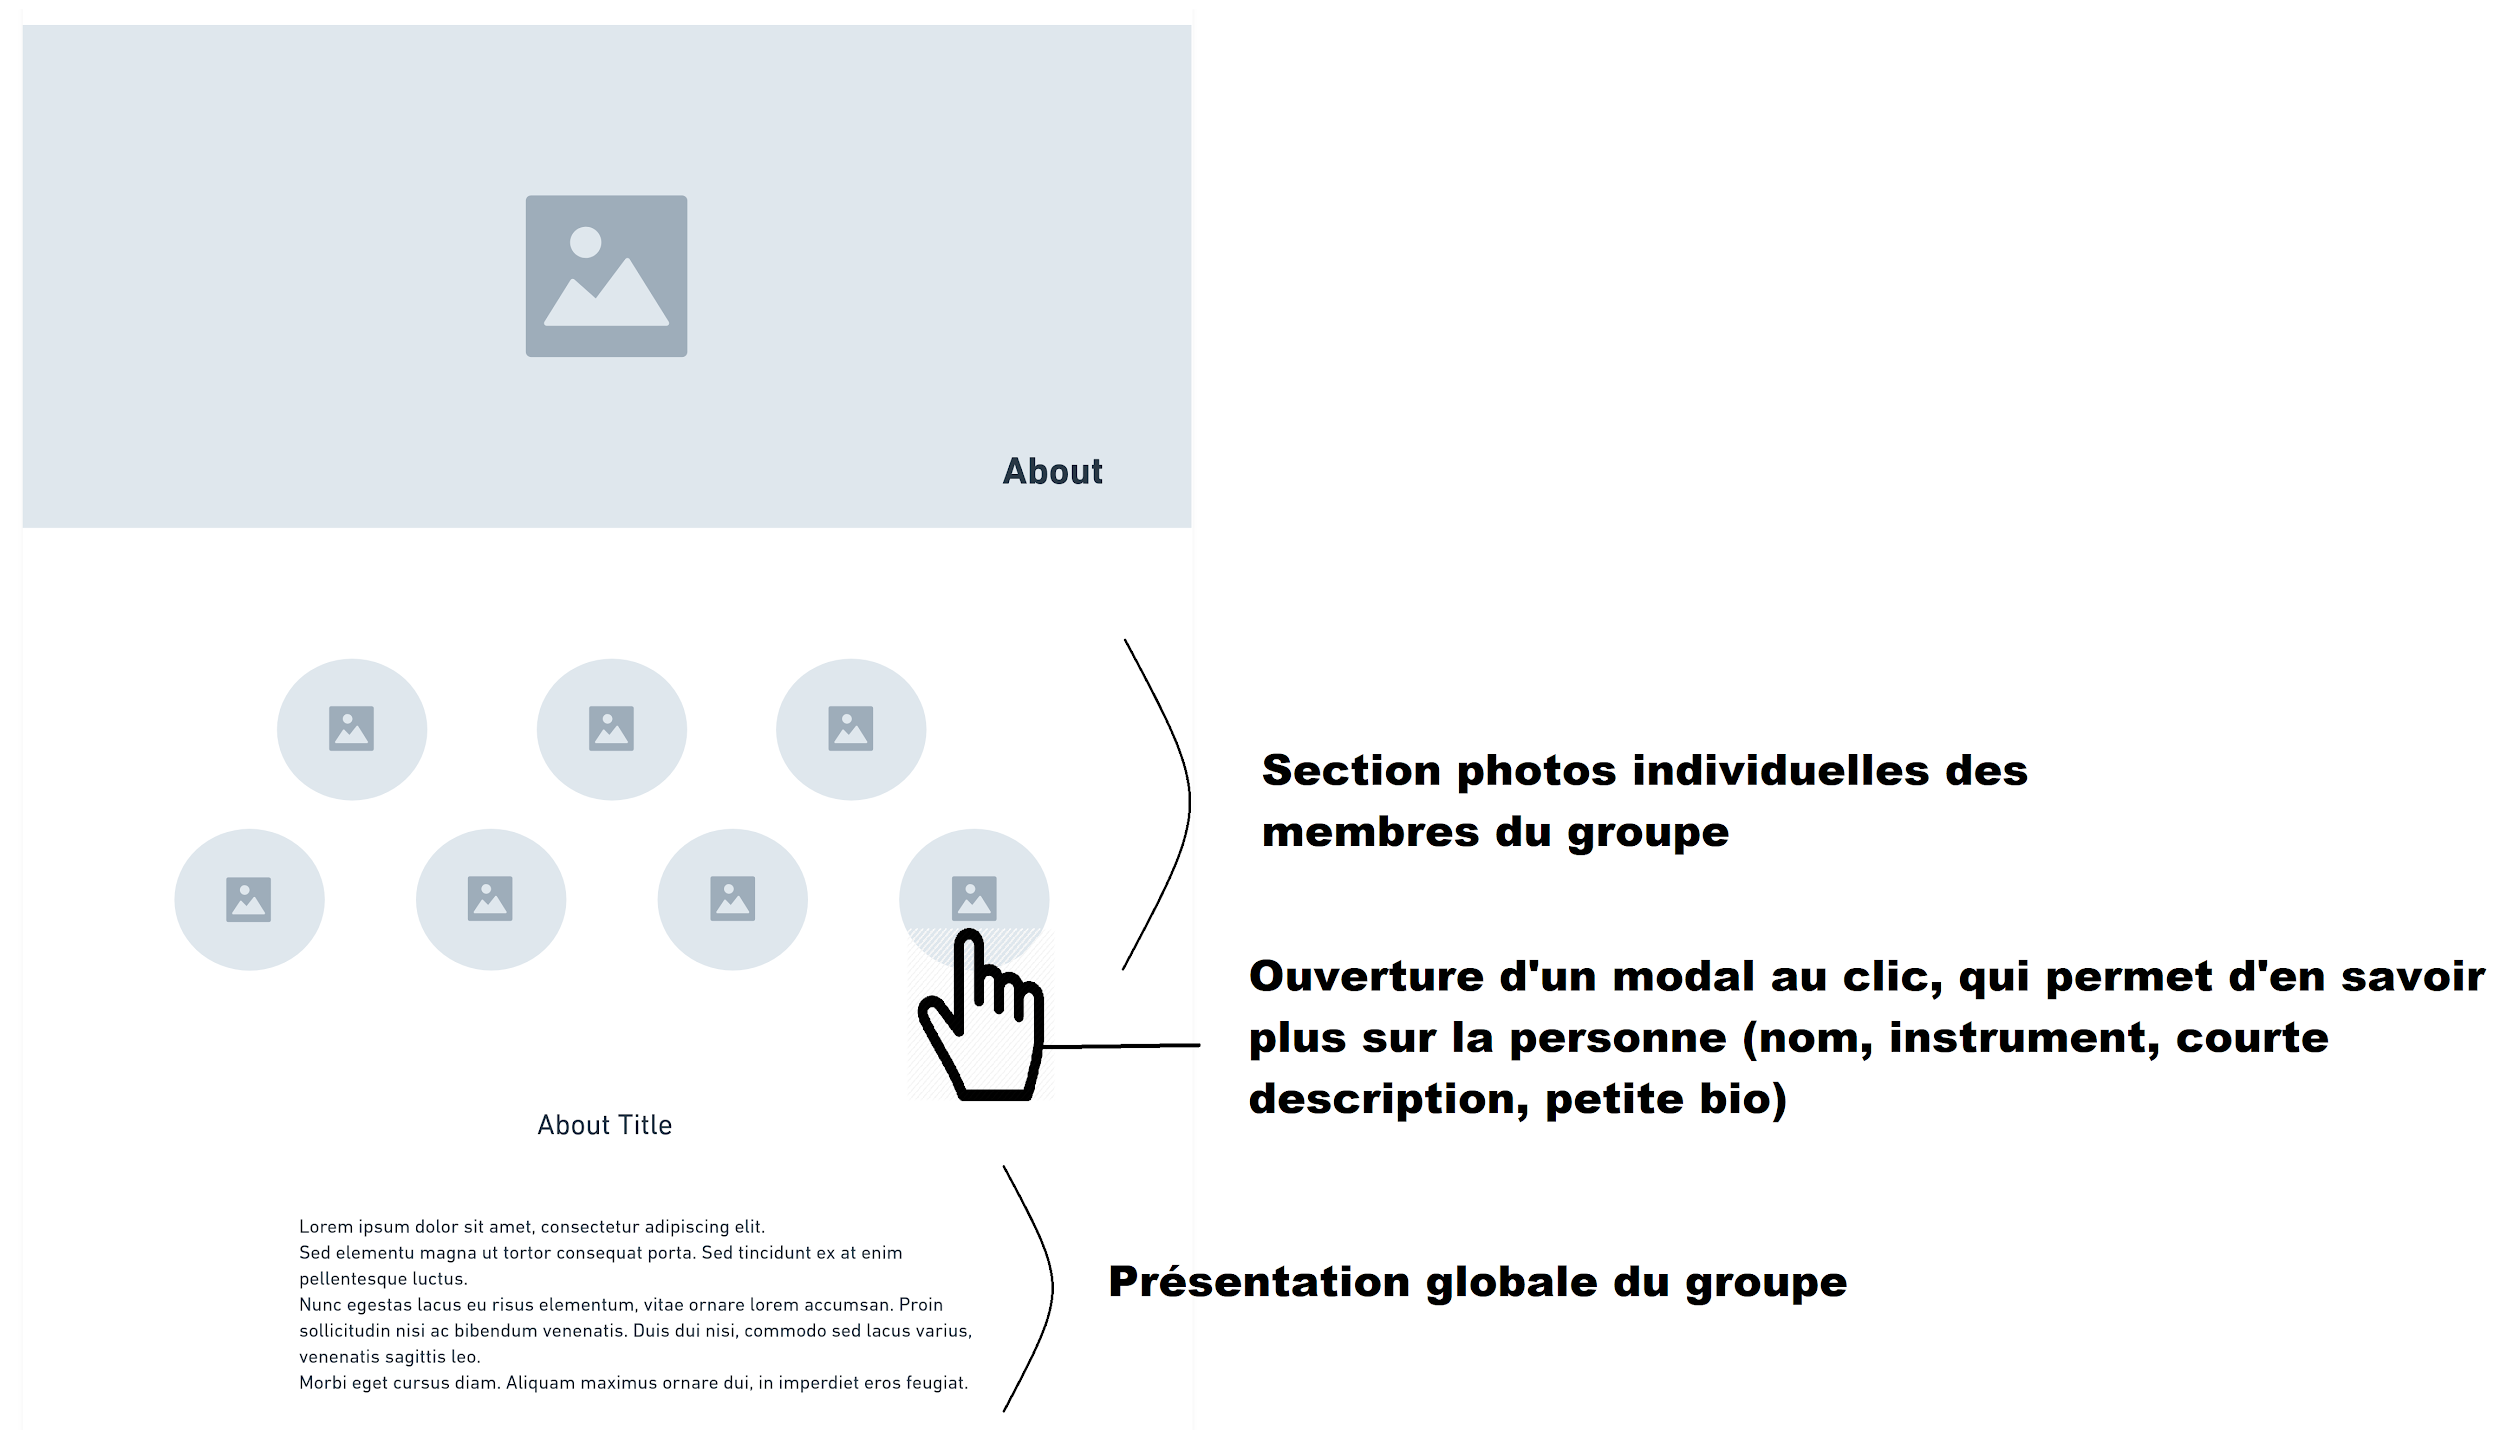 About
Section photos individuelles des
membres du groupe
Ouverture d'un modal au clic, qui permet d'en savoir
plus sur la personne (nom, instrument, courte
description, petite bio)
About Title
Lorem ipsum dolor sit amet, consectetur adipiscing elit.
Sed elementu magna ut tortor consequat porta. Sed tincidunt ex at enim
pellentesque luctus.
Nunc egestas lacus eu risus elementum, vitae ornare lorem accumsan. Proin
sollicitudin nisi ac bibendum venenatis. Duis dui nisi, commodo sed lacus varius,
venenatis sagittis leo.
Morbi eget cursus diam. Aliquam maximus ornare dui, in imperdiet eros feugiat.
Présentation globale du groupe